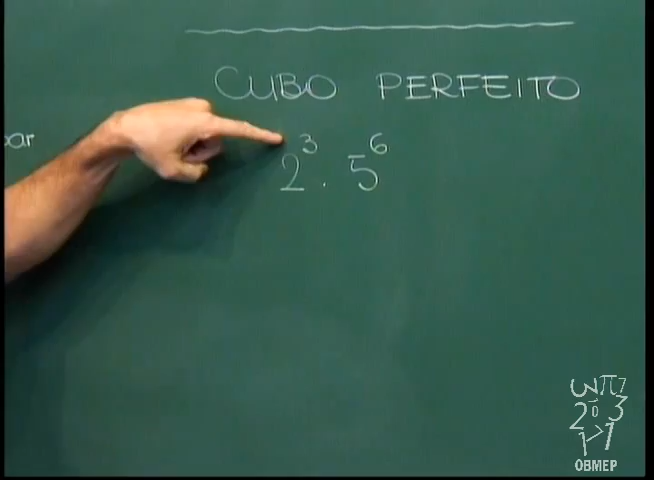 CUBO PERFEITO
2³ . 5⁶
OBMEP